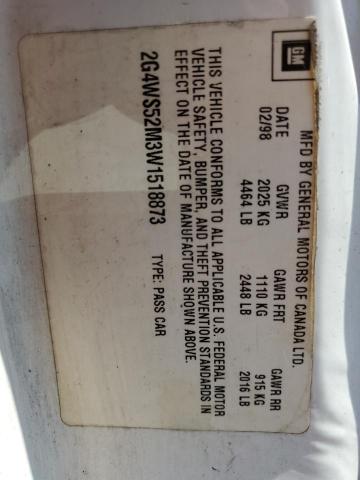 GM
MFD BY GENERAL MOTORS OF CANADA LTD.
DATE GVWR GAWR FRT GAWR RR
02/98 2025 KG 1110 KG 915 KG
4464 LB 2448 LB 2016 LB
THIS VEHICLE CONFORMS TO ALL APPLICABLE U.S. FEDERAL MOTOR
VEHICLE SAFETY, BUMPER, AND THEFT PREVENTION STANDARDS IN
EFFECT ON THE DATE OF MANUFACTURE SHOWN ABOVE.
2G4WS52M3W1518873 TYPE: PASS CAR